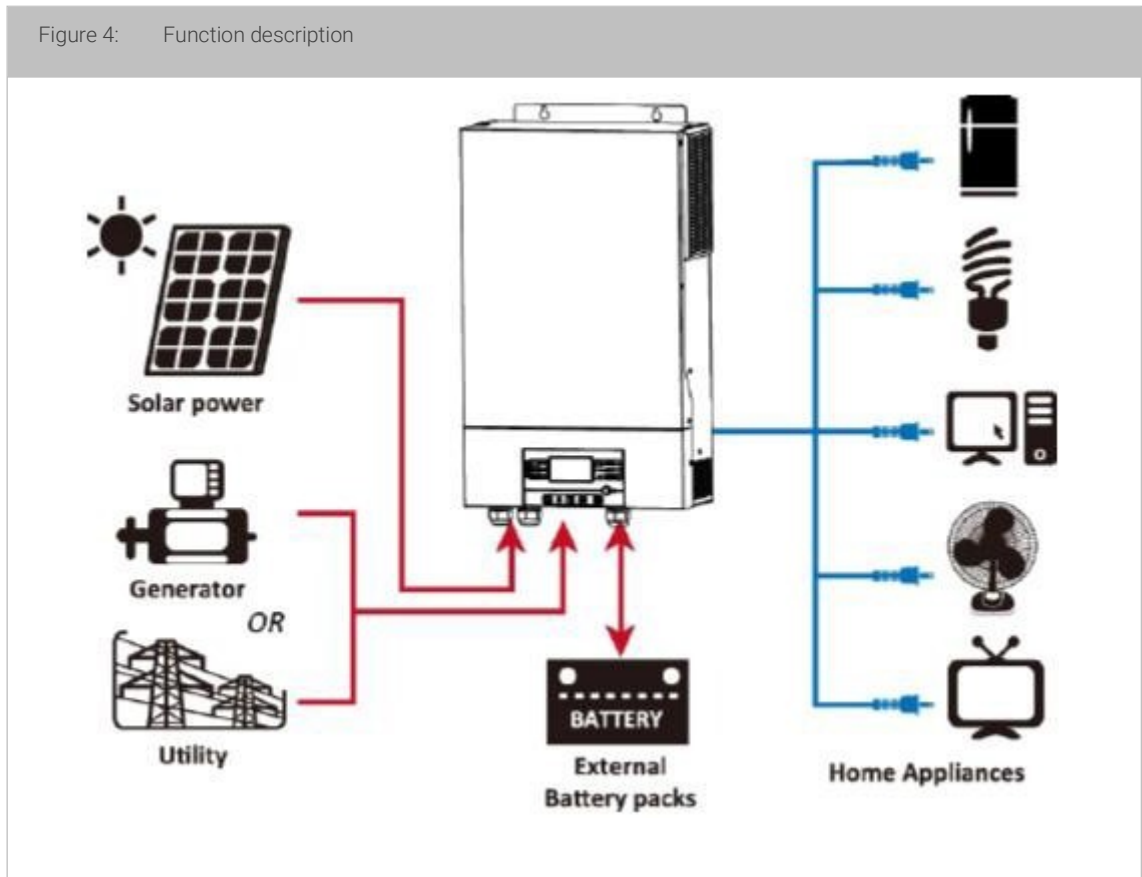 Figure 4: Function description
Solar power
Generator
OR
Utility
BATTERY
External
Battery packs
Home Appliances